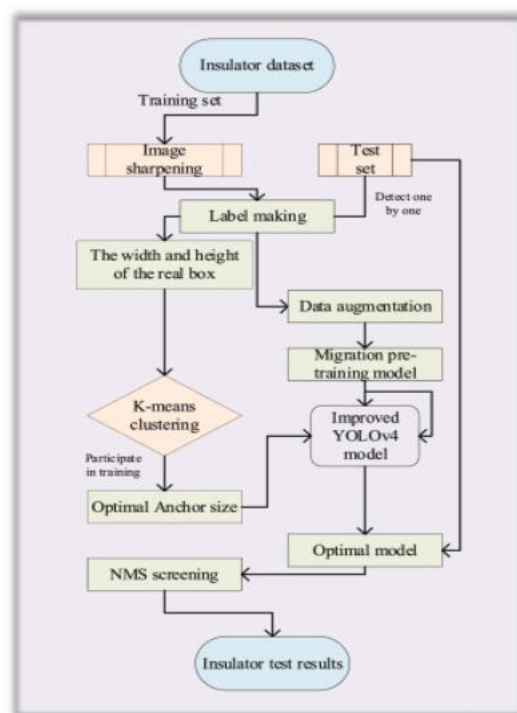 Insulator dataset
Training set
Image
sharpening
Test
set
Detect one
by one
Label making
The width and height
of the real box
Data augmentation
Migration pre-
training model
K-means
clustering
Improved
YOLOv4
model
Participate
in training
Optimal Anchor size
Optimal model
NMS screening
Insulator test results